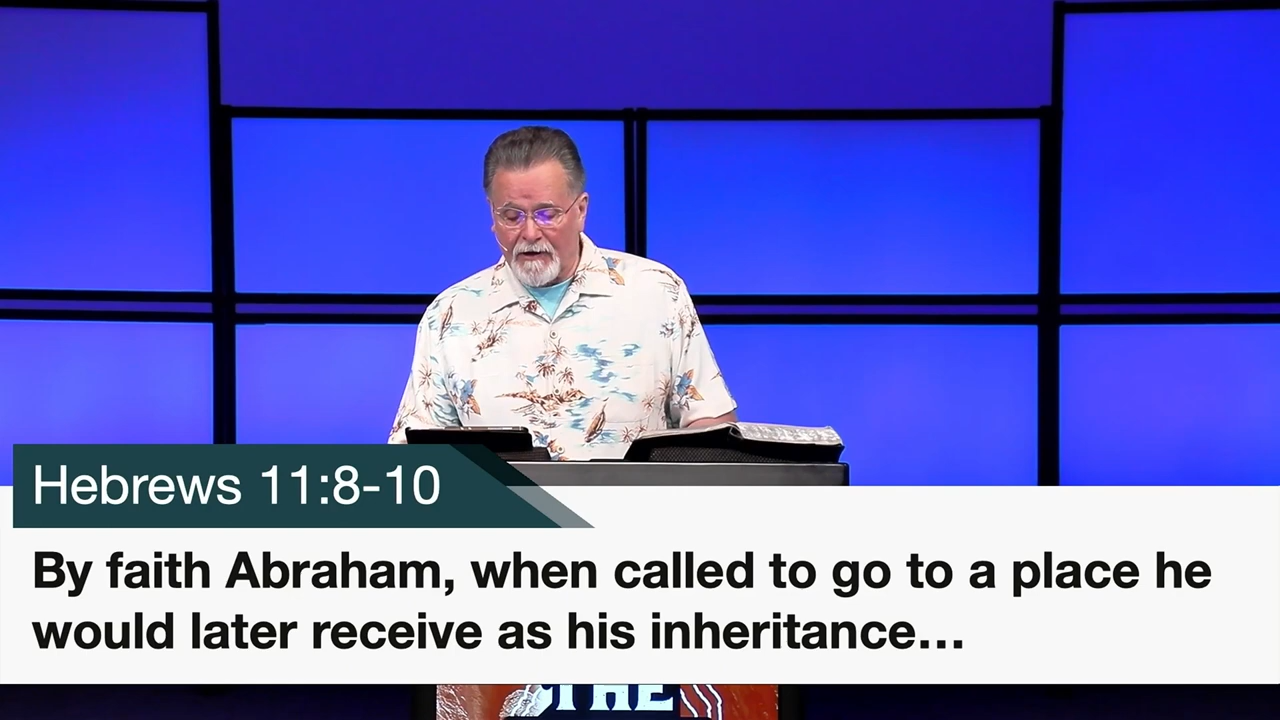 Hebrews 11:8-10
By faith Abraham, when called to go to a place he
would later receive as his inheritance…
THE